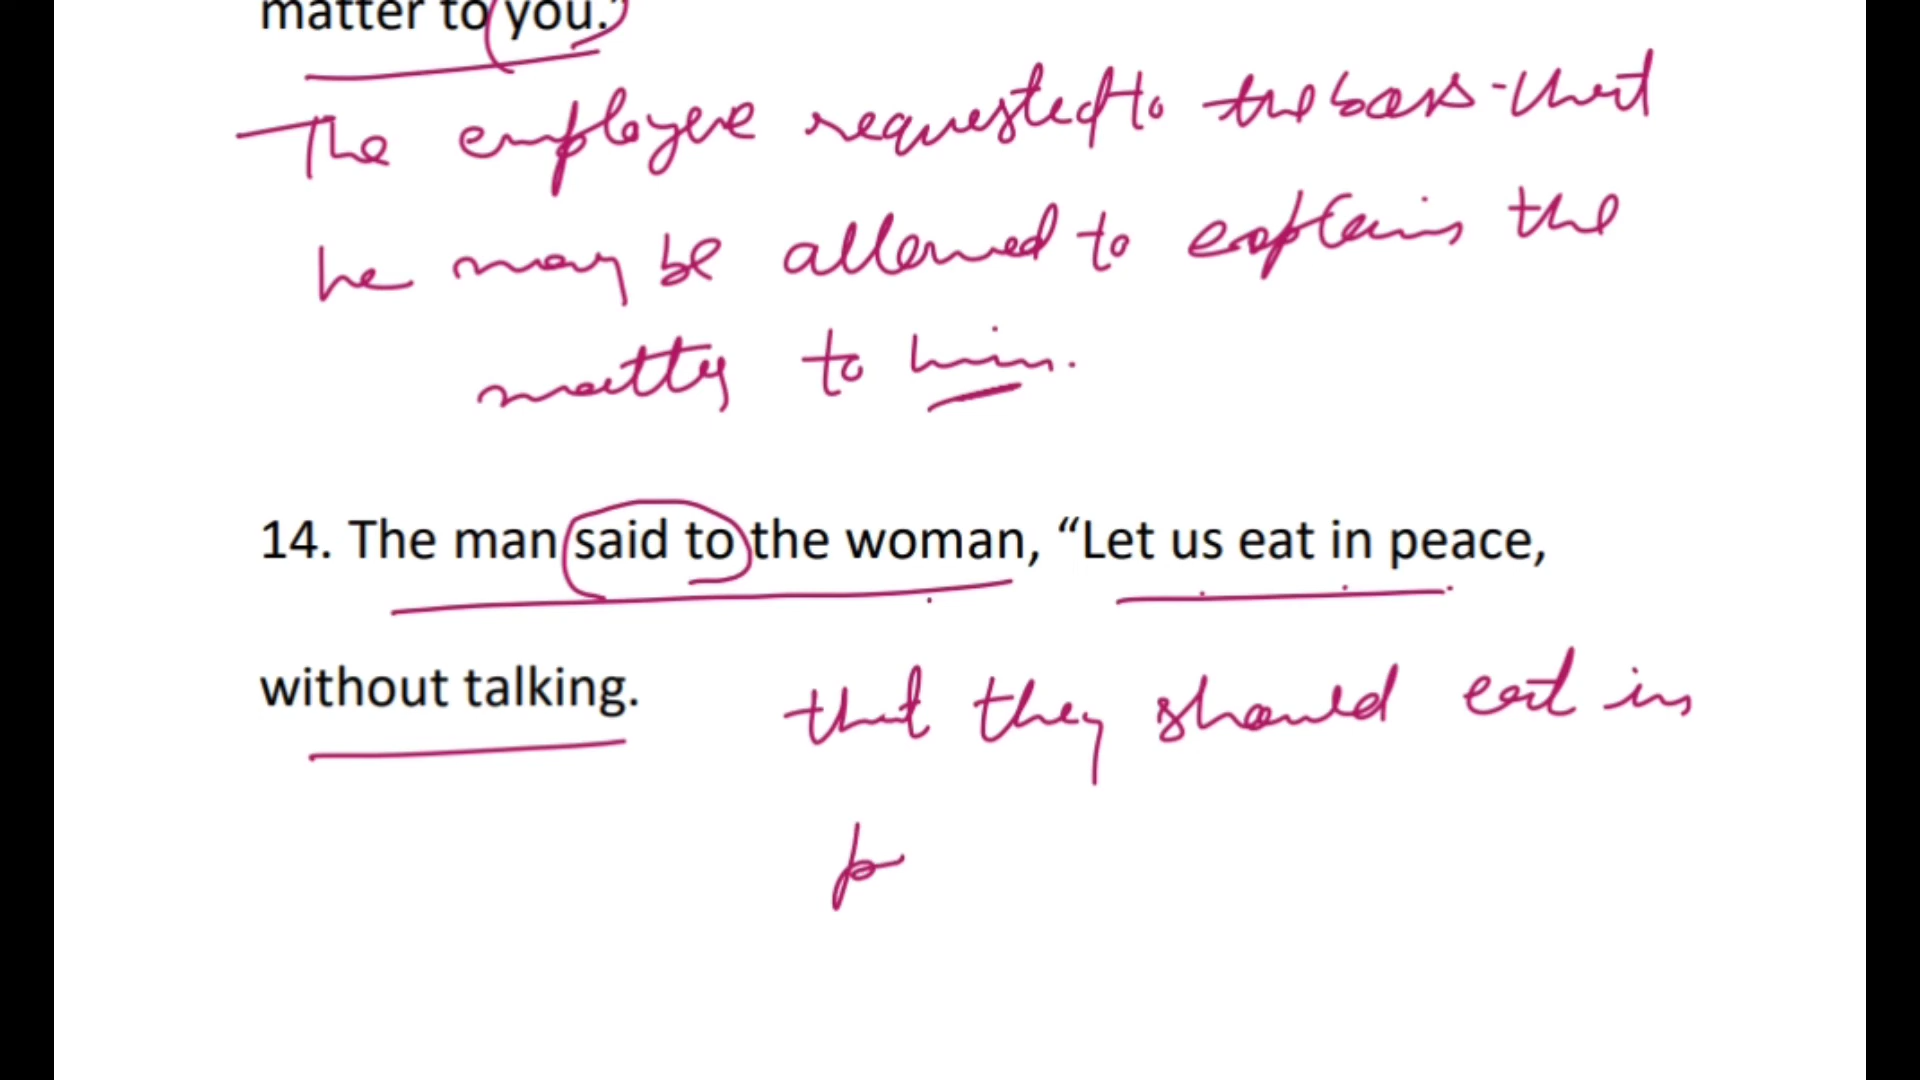 matter to you.”
The employee requested to the boss that
he may be allowed to explain the
matter to him.
14. The man said to the woman, “Let us eat in peace,
without talking.
that they should eat in
p